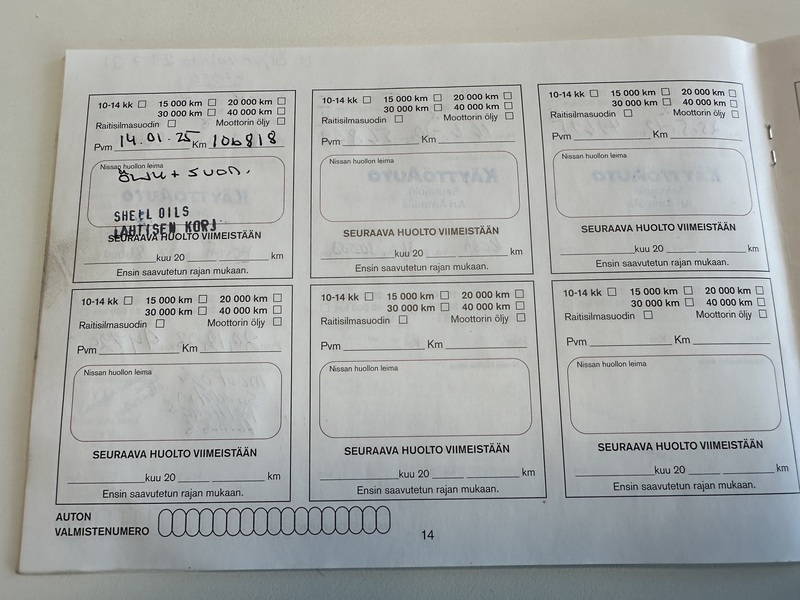 10-14 kk 15 000 km 20 000 km
30 000 km 40 000 km
Raitisilmasuodin Moottorin öljy
Pvm 14.01.25 Km 106818
Nissan huollon leima
Öljy + suod.
SHELL OILS
LAHTISEN KORJ.
SEURAAVA HUOLTO VIIMEISTÄÄN
kuu 20 km
Ensin saavutetun rajan mukaan.
10-14 kk 15 000 km 20 000 km
30 000 km 40 000 km
Raitisilmasuodin Moottorin öljy
Pvm Km
Nissan huollon leima
SEURAAVA HUOLTO VIIMEISTÄÄN
kuu 20 km
Ensin saavutetun rajan mukaan.
10-14 kk 15 000 km 20 000 km
30 000 km 40 000 km
Raitisilmasuodin Moottorin öljy
Pvm Km
Nissan huollon leima
SEURAAVA HUOLTO VIIMEISTÄÄN
kuu 20 km
Ensin saavutetun rajan mukaan.
10-14 kk 15 000 km 20 000 km
30 000 km 40 000 km
Raitisilmasuodin Moottorin öljy
Pvm Km
Nissan huollon leima
SEURAAVA HUOLTO VIIMEISTÄÄN
kuu 20 km
Ensin saavutetun rajan mukaan.
10-14 kk 15 000 km 20 000 km
30 000 km 40 000 km
Raitisilmasuodin Moottorin öljy
Pvm Km
Nissan huollon leima
SEURAAVA HUOLTO VIIMEISTÄÄN
kuu 20 km
Ensin saavutetun rajan mukaan.
10-14 kk 15 000 km 20 000 km
30 000 km 40 000 km
Raitisilmasuodin Moottorin öljy
Pvm Km
Nissan huollon leima
SEURAAVA HUOLTO VIIMEISTÄÄN
kuu 20 km
Ensin saavutetun rajan mukaan.
AUTON
VALMISTENUMERO
14